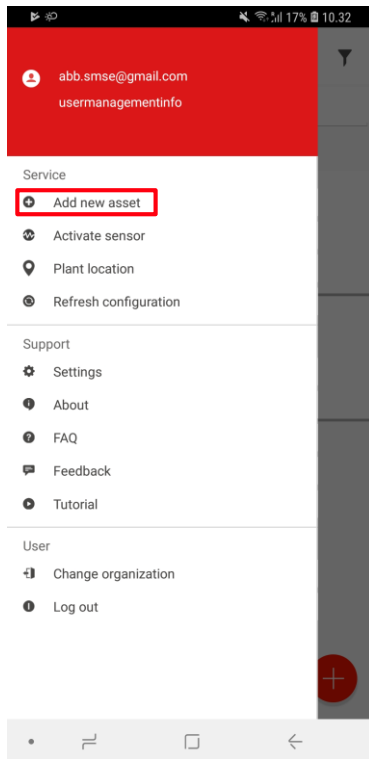 17% 10.32
abb.smse@gmail.com
usermanagementinfo
Service
Add new asset
Activate sensor
Plant location
Refresh configuration
Support
Settings
About
FAQ
Feedback
Tutorial
User
Change organization
Log out